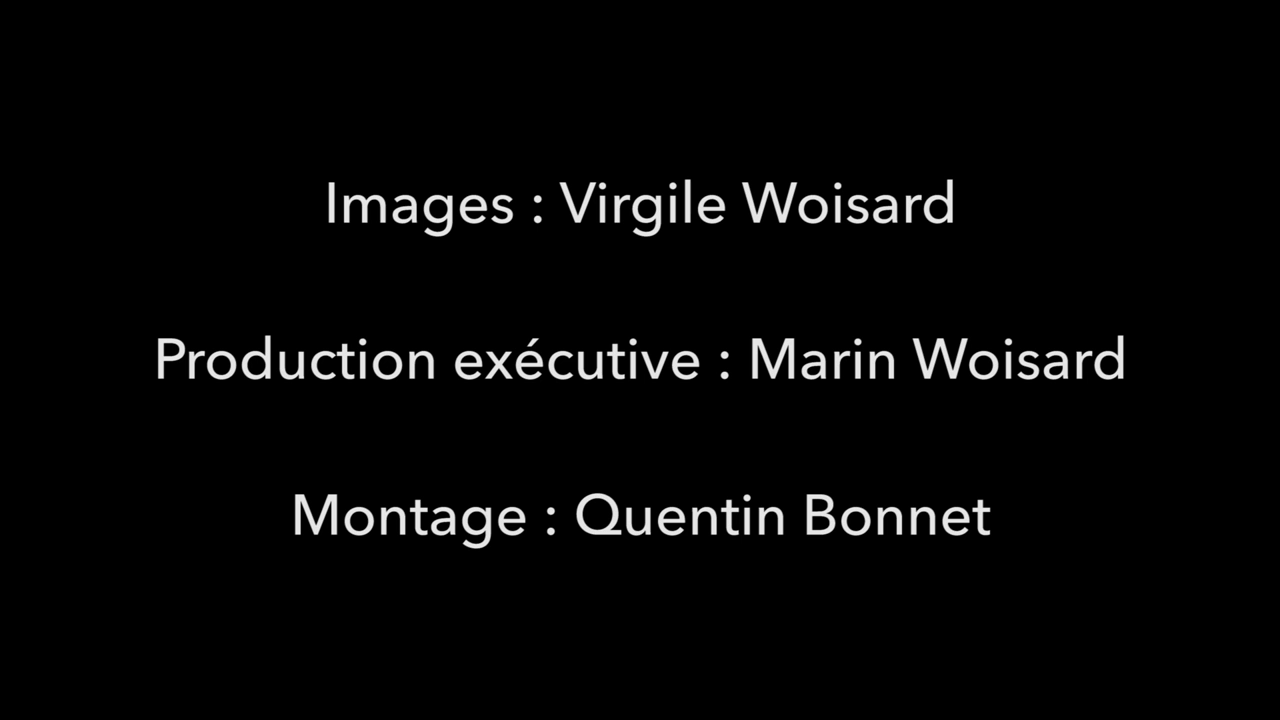 Images : Virgile Woisard
Production exécutive : Marin Woisard
Montage : Quentin Bonnet